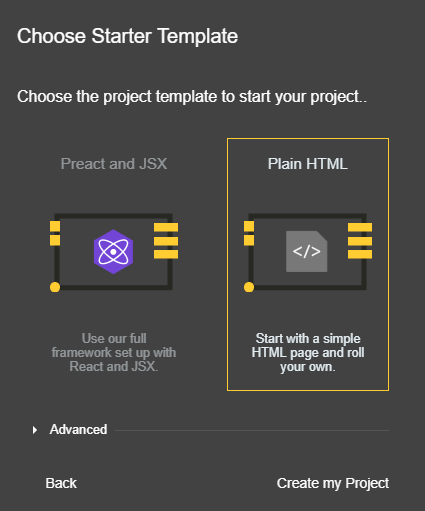 Choose Starter Template
Choose the project template to start your project..
Preact and JSX
Plain HTML
</>
Use our full
framework set up with
React and JSX.
Start with a simple
HTML page and roll
your own.
Advanced
Back
Create my Project